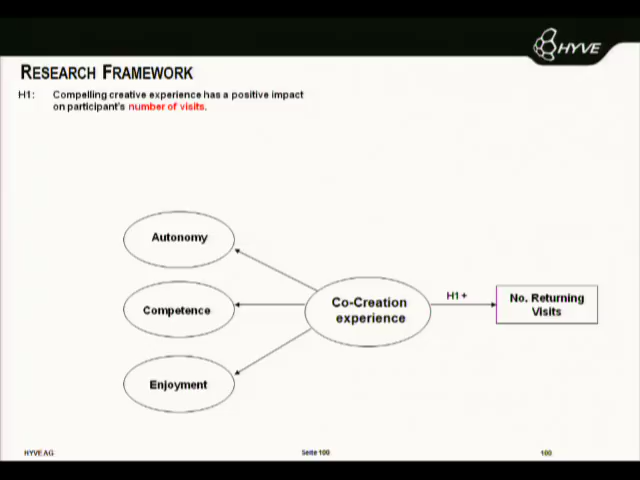 HYVE
RESEARCH FRAMEWORK
H1: Compelling creative experience has a positive impact
on participant's number of visits.
Autonomy
Competence
Enjoyment
Co-Creation
experience
H1 +
No. Returning
Visits
HYVE AG
Seite 100
100